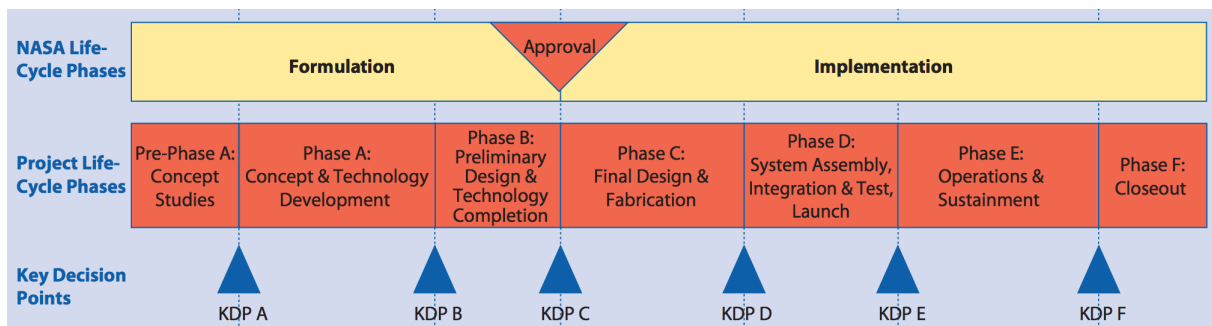 NASA Life-
Cycle Phases
Formulation
Approval
Implementation
Project Life-
Cycle Phases
Pre-Phase A:
Concept
Studies
Phase A:
Concept & Technology
Development
Phase B:
Preliminary
Design &
Technology
Completion
Phase C:
Final Design &
Fabrication
Phase D:
System Assembly,
Integration & Test,
Launch
Phase E:
Operations &
Sustainment
Phase F:
Closeout
Key Decision
Points
KDP A
KDP B
KDP C
KDP D
KDP E
KDP F